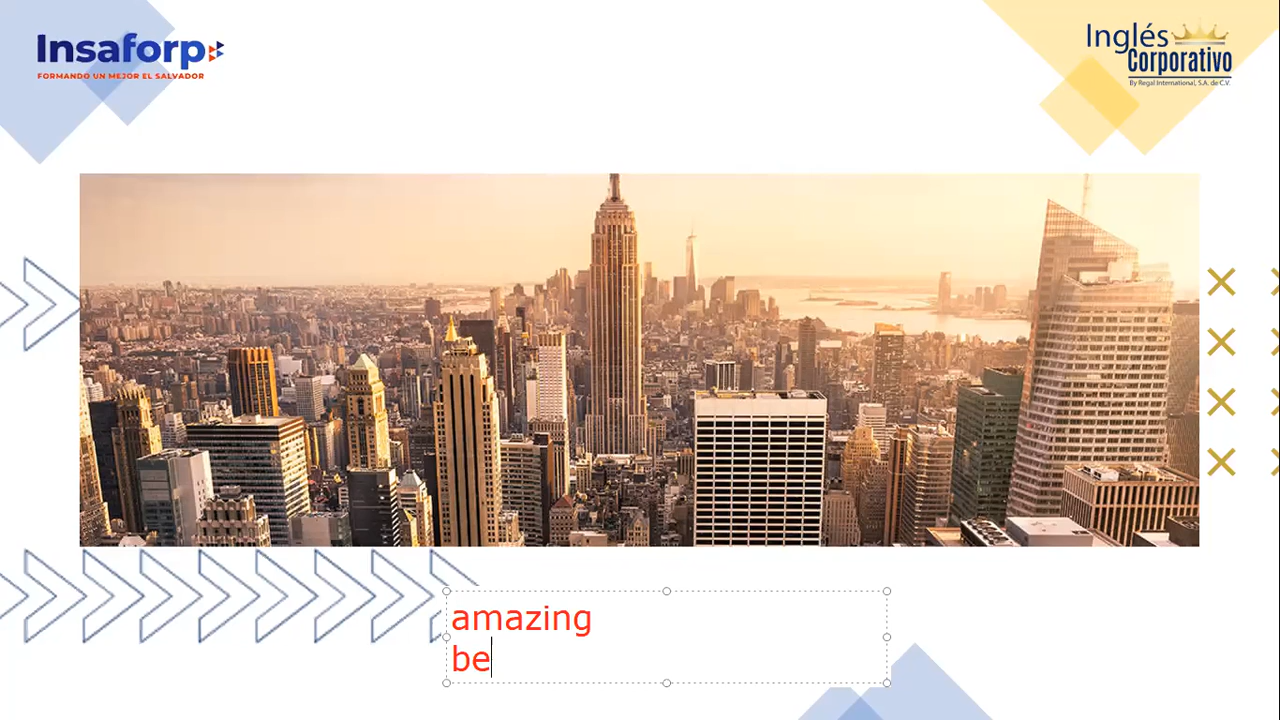 Insaforp
FORMANDO UN MEJOR EL SALVADOR
Inglés
Corporativo
By Regal International, S.A. de C.V.
amazing
be